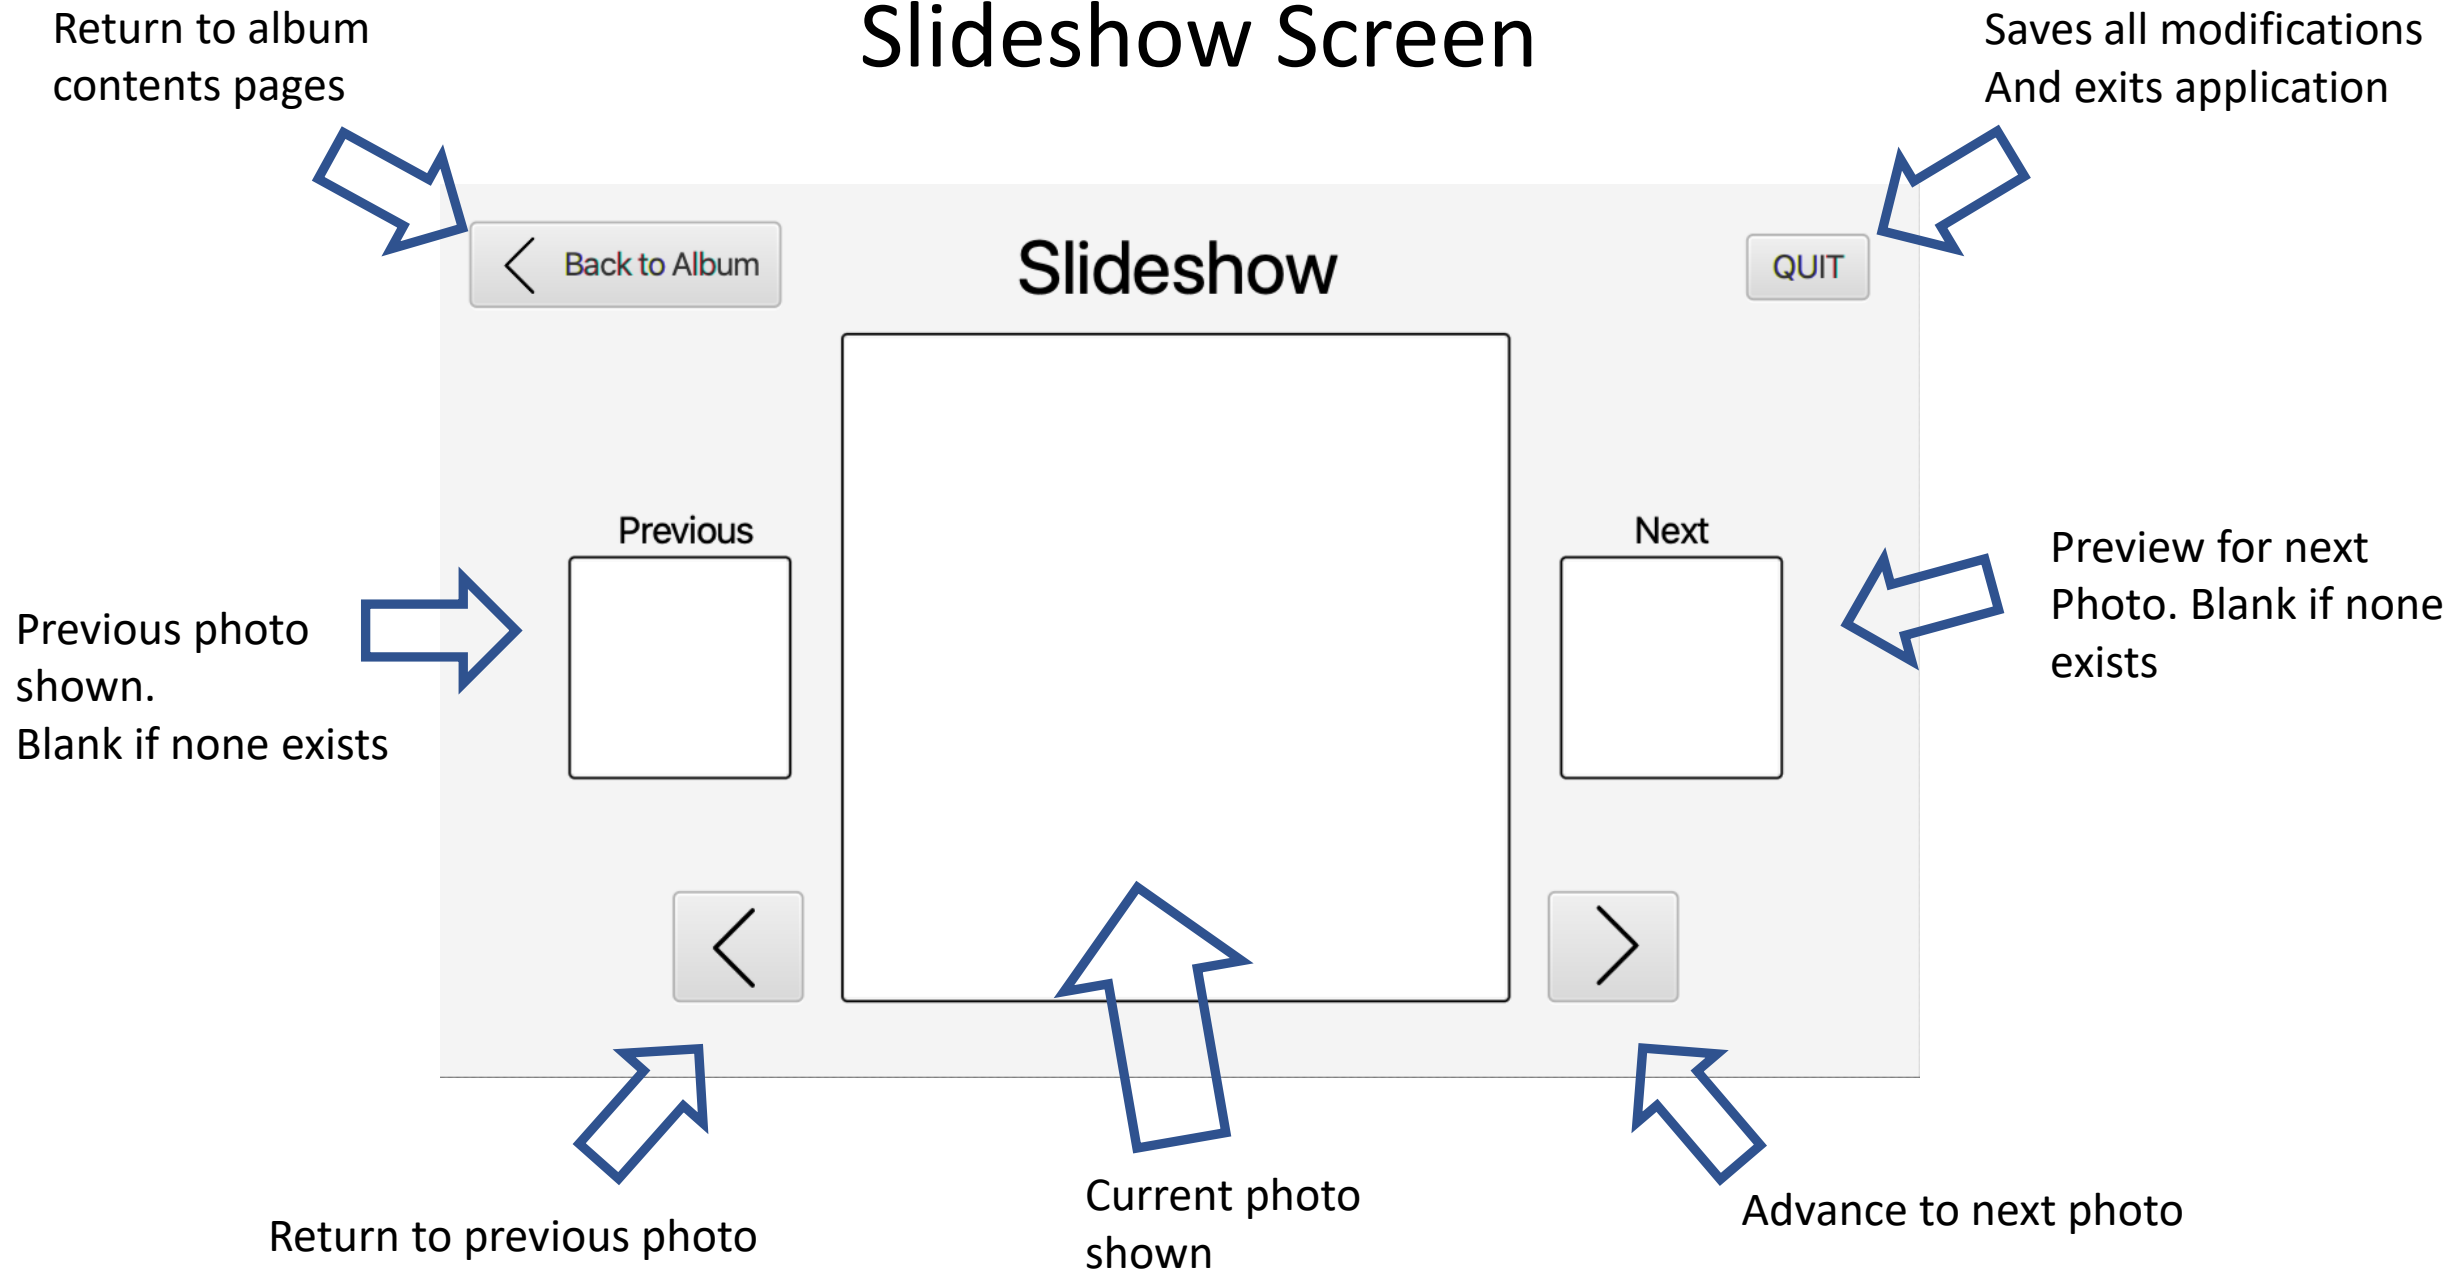 Slideshow Screen
Return to album
contents pages
Saves all modifications
And exits application
Back to Album
Slideshow
QUIT
Previous
Next
Previous photo
shown.
Blank if none exists
Preview for next
Photo. Blank if none
exists
Return to previous photo
Current photo
shown
Advance to next photo